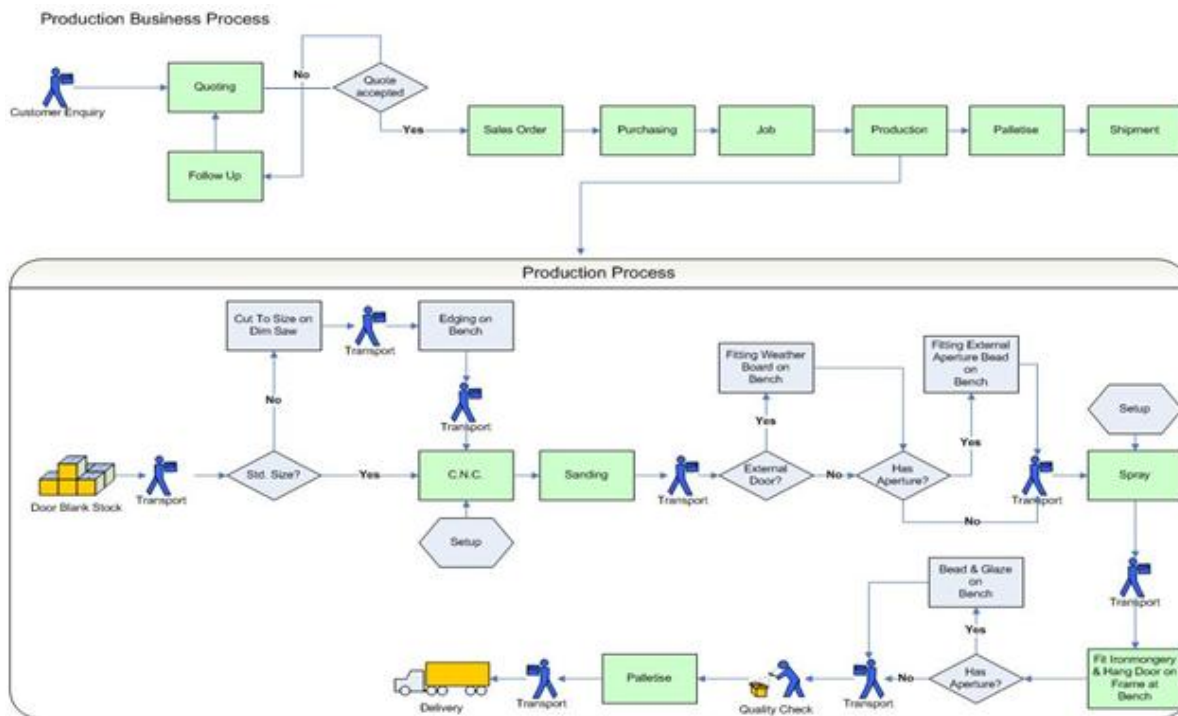 Production Business Process
Customer Enquiry
Quoting
No
Quote
accepted
Yes
Follow Up
Sales Order
Purchasing
Job
Production
Palletise
Shipment
Production Process
Cut To Size on
Dim Saw
Transport
Edging on
Bench
Transport
No
Door Blank Stock
Transport
Std. Size?
Yes
C.N.C.
Setup
Sanding
Transport
External
Door?
Yes
Fitting Weather
Board on
Bench
No
Has
Aperture?
Yes
Fitting External
Aperture Bead
on
Bench
No
Transport
Setup
Spray
Transport
Fit Ironmongery
& Hang Door on
Frame at
Bench
Has
Aperture?
Yes
Bead & Glaze
on
Bench
No
Transport
Quality Check
Palletise
Transport
Delivery